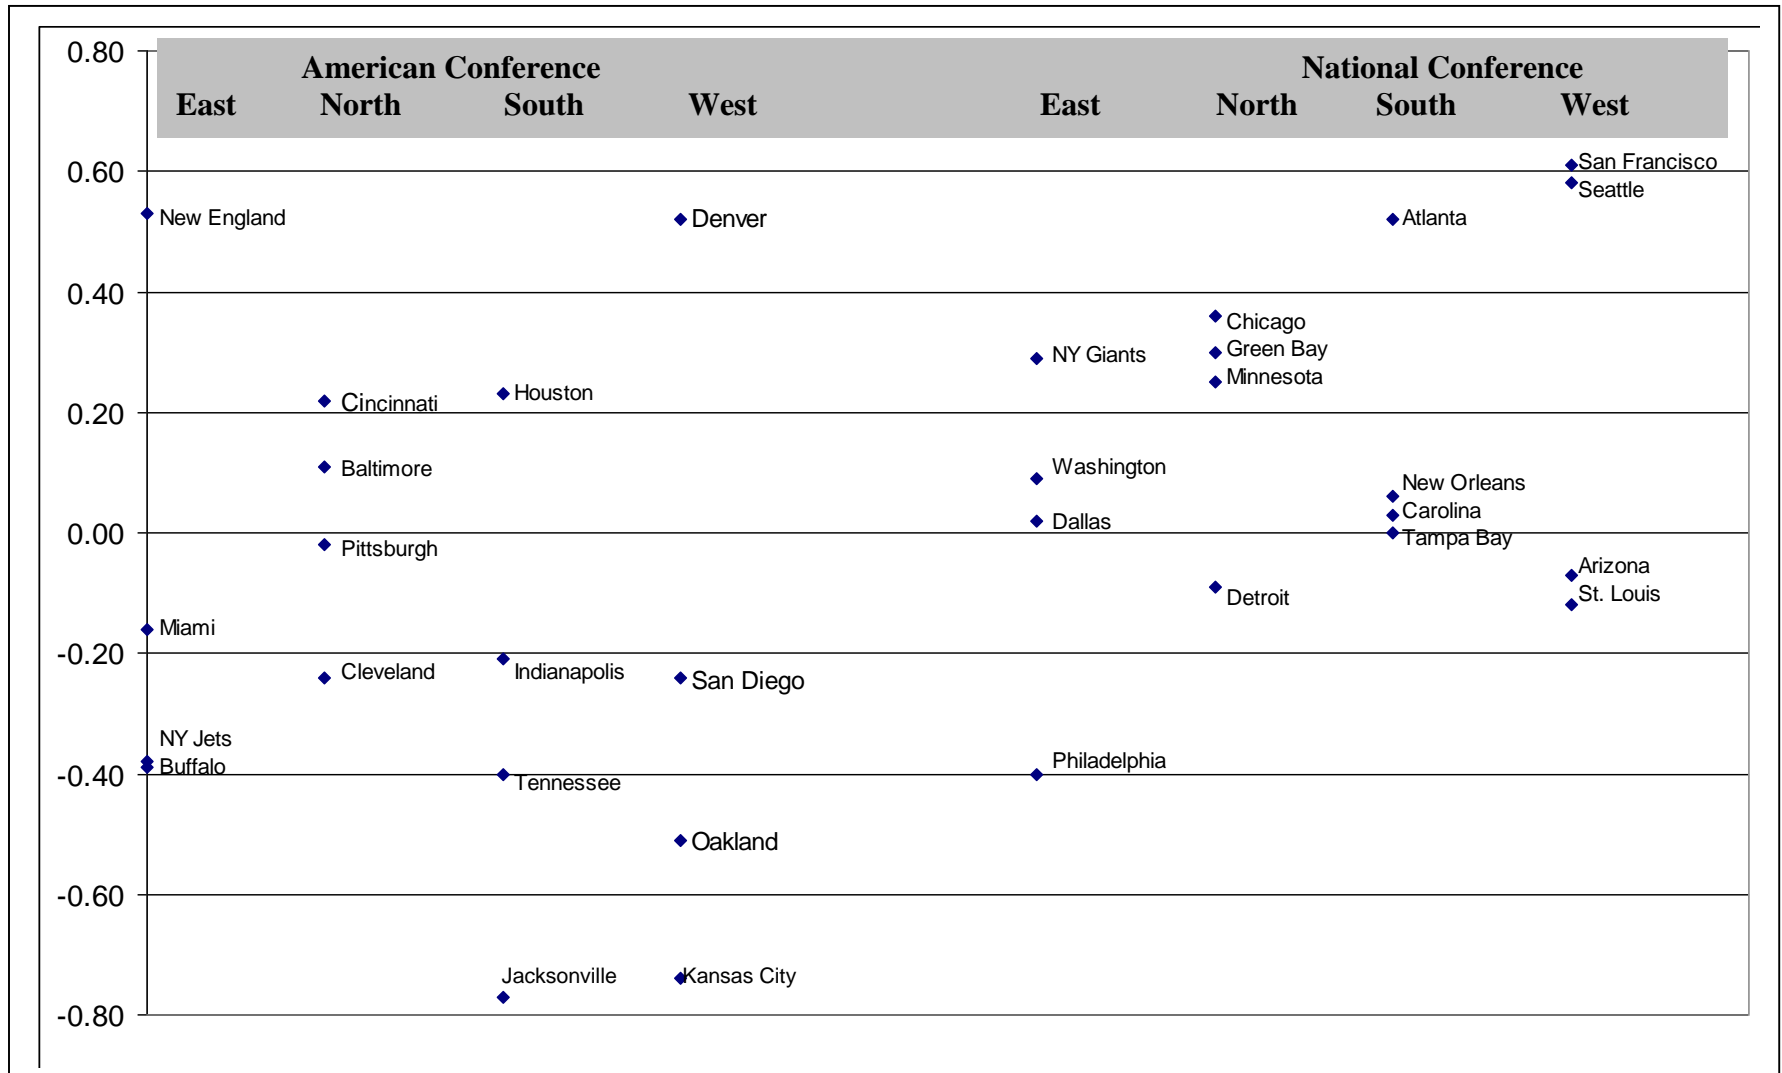 American Conference
National Conference
East North South West East North South West
0.80
0.60
0.40
0.20
0.00
-0.20
-0.40
-0.60
-0.80
New England
Miami
NY Jets
Buffalo
Cincinnati
Baltimore
Pittsburgh
Cleveland
Houston
Indianapolis
Tennessee
Jacksonville
Denver
San Diego
Oakland
Kansas City
NY Giants
Washington
Dallas
Philadelphia
Chicago
Green Bay
Minnesota
Detroit
Atlanta
New Orleans
Carolina
Tampa Bay
San Francisco
Seattle
Arizona
St. Louis